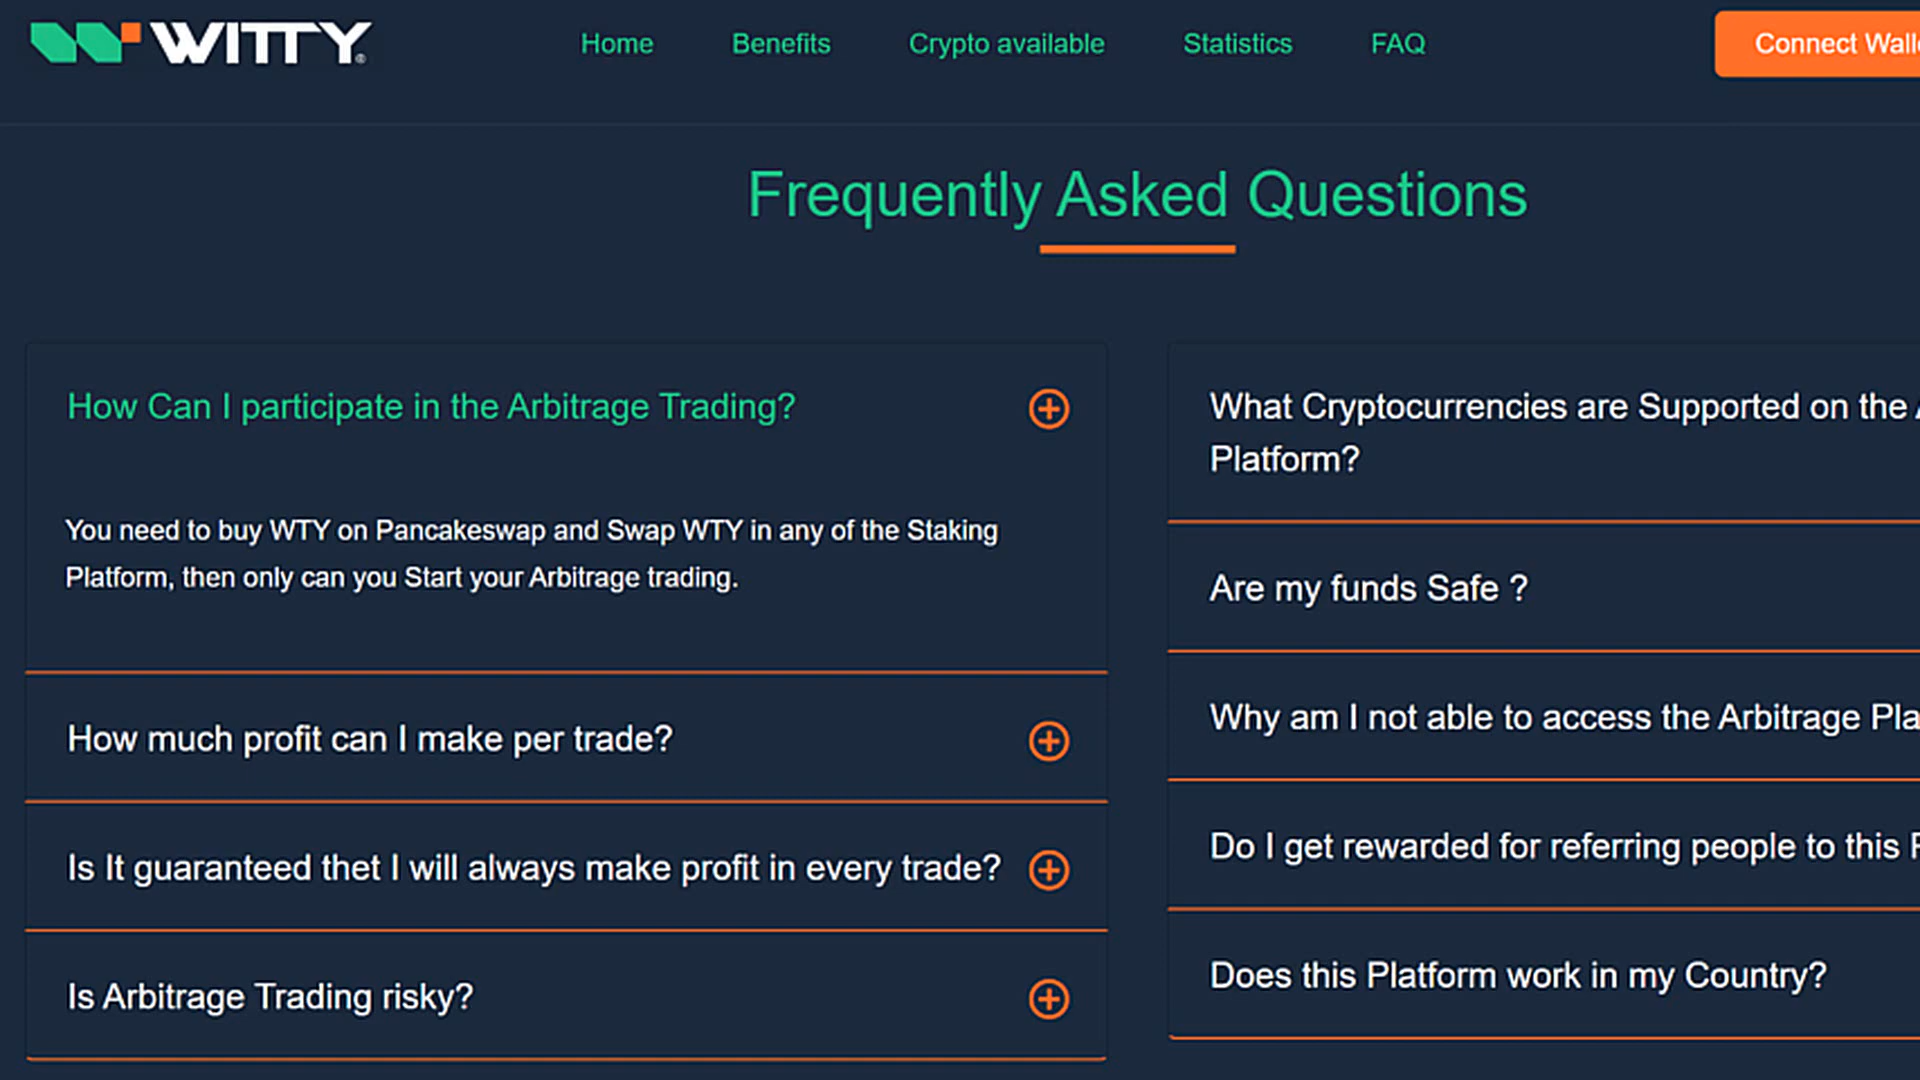 WITTY
Home Benefits Crypto available Statistics FAQ
Connect
Frequently Asked Questions
How Can I participate in the Arbitrage Trading?
You need to buy WTY on Pancakeswap and Swap WTY in any of the Staking
Platform, then only can you Start your Arbitrage trading.
How much profit can I make per trade?
Is It guaranteed thet I will always make profit in every trade?
Is Arbitrage Trading risky?
What Cryptocurrencies are Supported on the
Platform?
Are my funds Safe ?
Why am I not able to access the Arbitrage
Do I get rewarded for referring people to this
Does this Platform work in my Country?